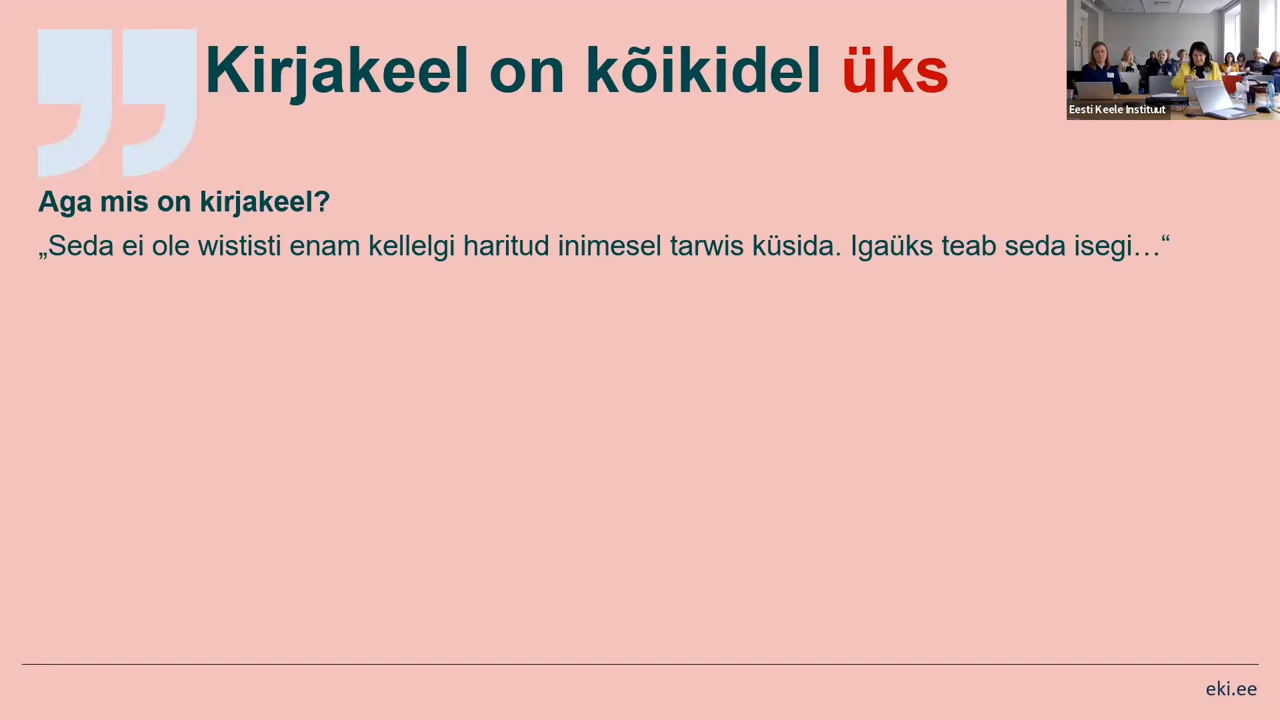 Kirjakeel on kõikidel üks
Eesti Keele Instituut
Aga mis on kirjakeel?
„Seda ei ole wististi enam kellelgi haritud inimesel tarwis küsida. Igaüks teab seda isegi…“
eki.ee